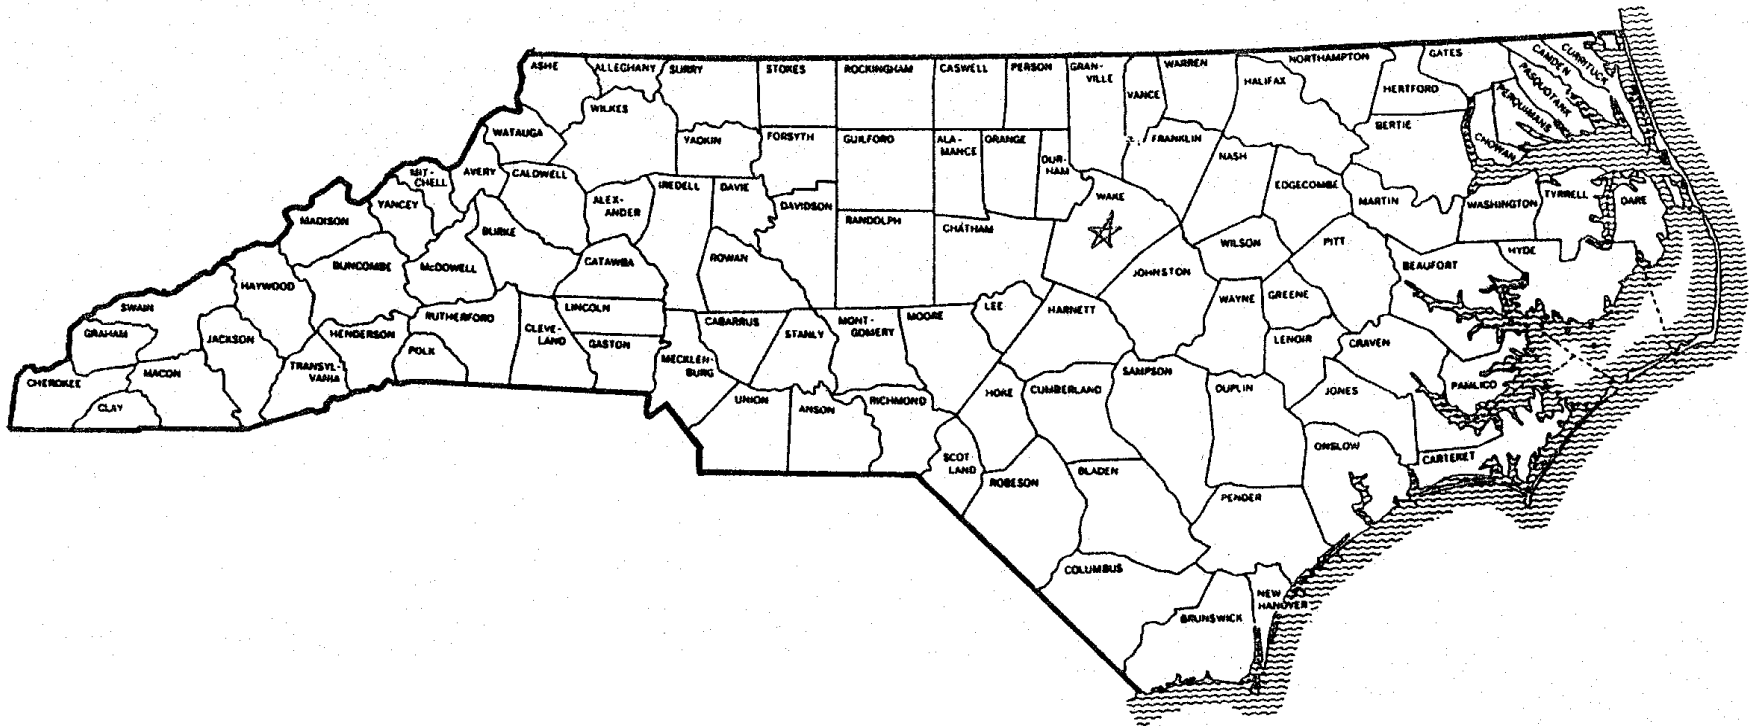 ASHE
ALLEGHANY
SURRY
STOKES
ROCKINGHAM
CASWELL
PERSON
GRAN-
VILLE
VANCE
WARREN
NORTHAMPTON
HALIFAX
GATES
HERTFORD
CURRITUCK
CAMDEN
PASQUOTANK
PERQUIMANS
CHOWAN
BERTIE
WATAUGA
WILKES
YADKIN
FORSYTH
GUILFORD
ALA-
MANCE
ORANGE
DUR-
HAM
FRANKLIN
NASH
EDGECOMBE
MARTIN
WASHINGTON
TYRRELL
DARE
MIT-
CHELL
AVERY
CALDWELL
ALEX-
ANDER
IREDELL
DAVIE
DAVIDSON
RANDOLPH
CHATHAM
WAKE
WILSON
PITT
BEAUFORT
HYDE
MADISON
YANCEY
BURKE
McDOWELL
BUNCOMBE
HAYWOOD
CATAWBA
ROWAN
JOHNSTON
WAYNE
GREENE
SWAIN
GRAHAM
CHEROKEE
CLAY
MACON
JACKSON
TRANSYL-
VANIA
HENDERSON
POLK
RUTHERFORD
CLEVE-
LAND
LINCOLN
GASTON
MECKLEN-
BURG
CABARRUS
STANLY
MONT-
GOMERY
MOORE
LEE
HARNETT
LENOIR
CRAVEN
PAMLICO
UNION
ANSON
RICHMOND
SCOT
LAND
HOKE
CUMBERLAND
SAMPSON
DUPLIN
JONES
ONSLOW
CARTERET
ROBESON
BLADEN
PENDER
COLUMBUS
BRUNSWICK
NEW
HANOVER